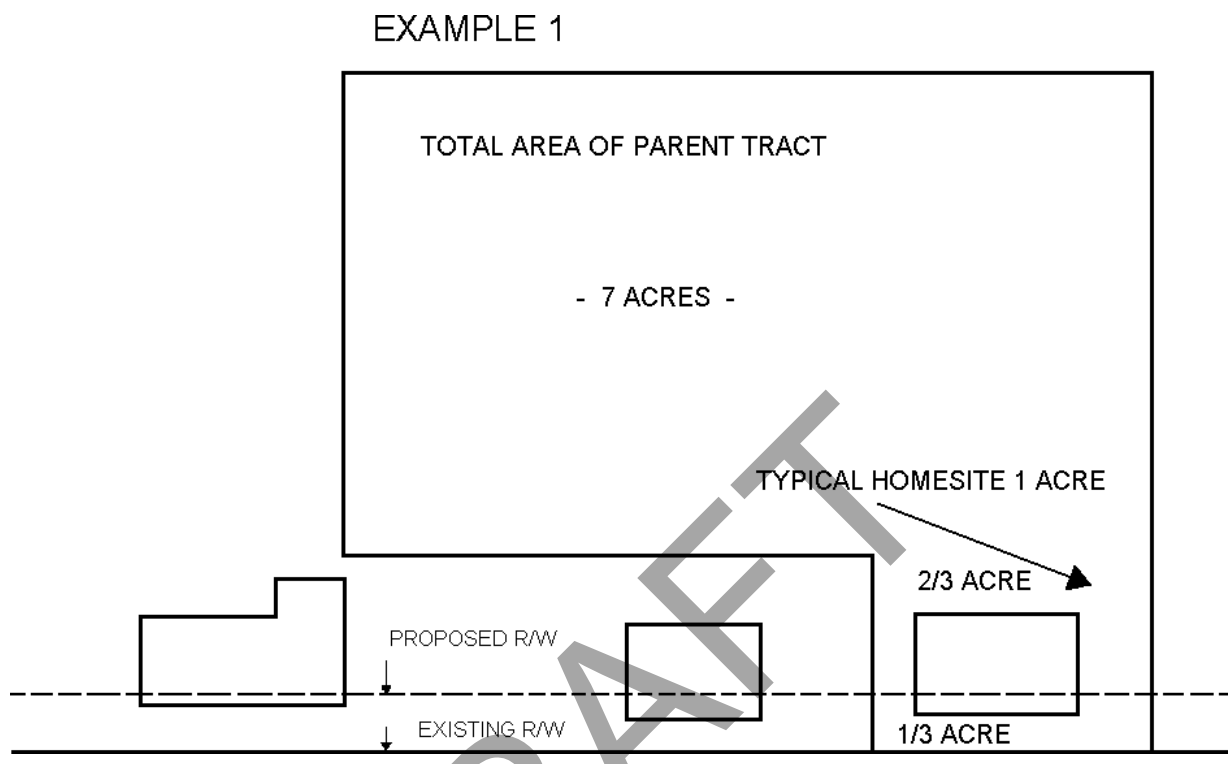 EXAMPLE 1
TOTAL AREA OF PARENT TRACT
- 7 ACRES -
TYPICAL HOMESITE 1 ACRE
2/3 ACRE
PROPOSED R/W
EXISTING R/W
1/3 ACRE
DRAFT